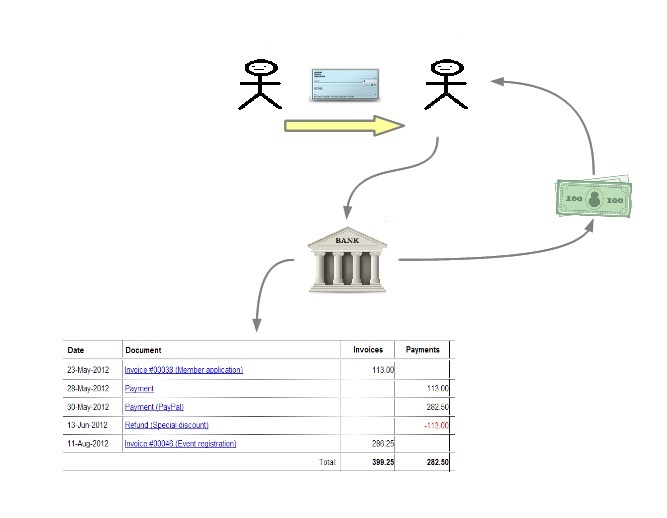 100 100
BANK
Date Document Invoices Payments
23-May-2012 Invoice #00038 (Member application) 113.00
28-May-2012 Payment 113.00
30-May-2012 Payment (PayPal) 282.50
13-Jun-2012 Refund (Special discount) -113.00
11-Aug-2012 Invoice #00046 (Event registration) 286.25
Total: 399.25 282.50